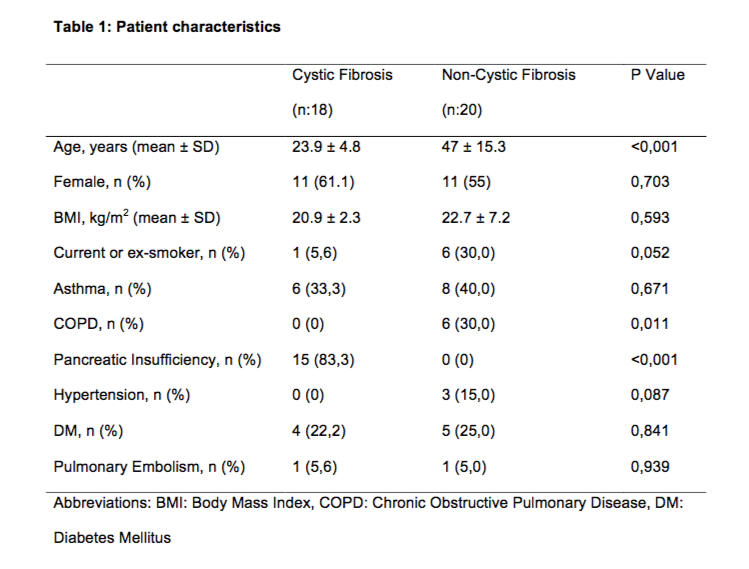 Table 1: Patient characteristics
Cystic Fibrosis Non-Cystic Fibrosis P Value
(n:18) (n:20)
Age, years (mean ± SD) 23.9 ± 4.8 47 ± 15.3 <0,001
Female, n (%) 11 (61.1) 11 (55) 0,703
BMI, kg/m² (mean ± SD) 20.9 ± 2.3 22.7 ± 7.2 0,593
Current or ex-smoker, n (%) 1 (5,6) 6 (30,0) 0,052
Asthma, n (%) 6 (33,3) 8 (40,0) 0,671
COPD, n (%) 0 (0) 6 (30,0) 0,011
Pancreatic Insufficiency, n (%) 15 (83,3) 0 (0) <0,001
Hypertension, n (%) 0 (0) 3 (15,0) 0,087
DM, n (%) 4 (22,2) 5 (25,0) 0,841
Pulmonary Embolism, n (%) 1 (5,6) 1 (5,0) 0,939
Abbreviations: BMI: Body Mass Index, COPD: Chronic Obstructive Pulmonary Disease, DM:
Diabetes Mellitus